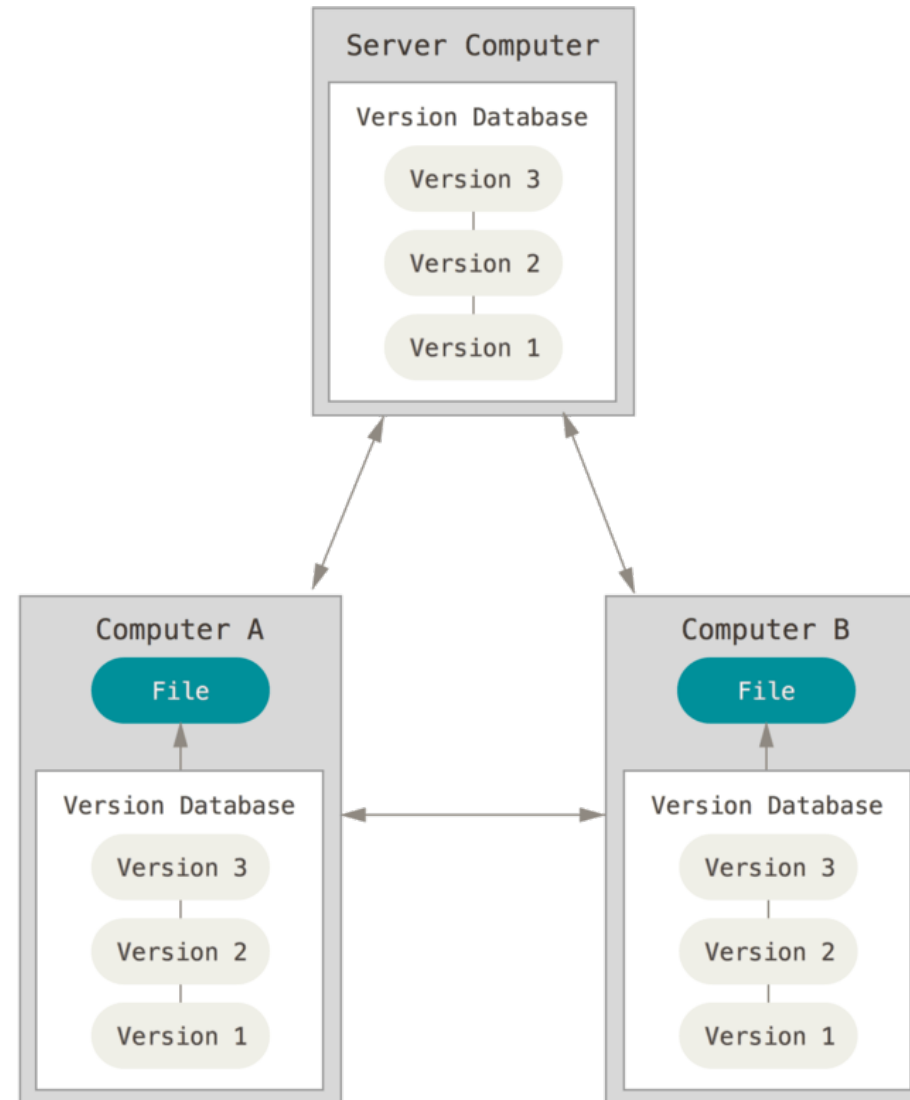 Server Computer
Version Database
Version 3
Version 2
Version 1
Computer A
File
Version Database
Version 3
Version 2
Version 1
Computer B
File
Version Database
Version 3
Version 2
Version 1